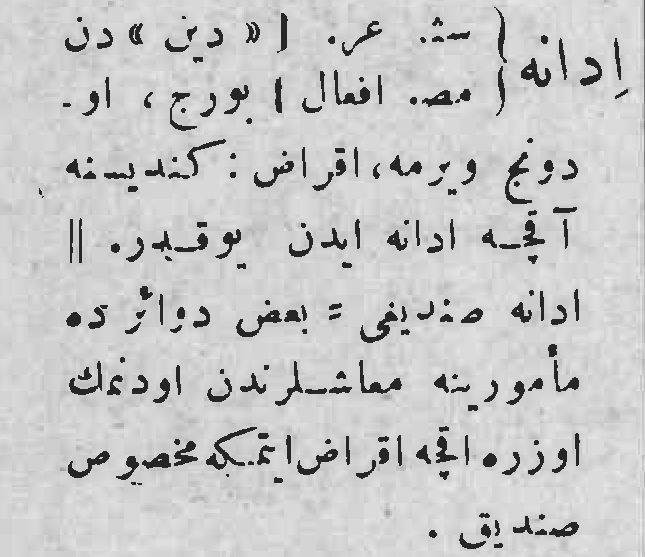 اِدانه { سث. عر. [« دين » دن
مص. افعال ] بورج ، او-
دونج ويرمه، اقراض : كنديسنه
آقچه ادانه ايدن يوقدر. ||
ادانه صنديغى = بعض دوائرده
مأمورينه معاشلرندن اودنمك
اوزره اقچه اقراض ايتمكه مخصوص
صنديق .